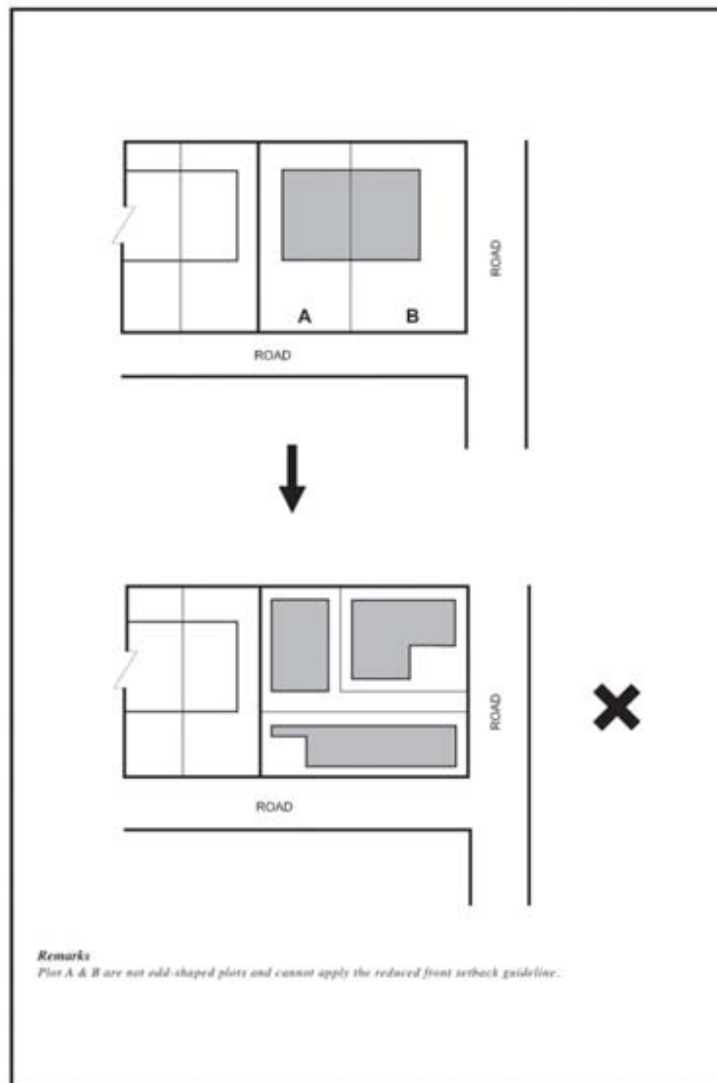 ROAD
A B
ROAD
ROAD
ROAD
Remarks
Plot A & B are not odd-shaped plots and cannot apply the reduced front setback guideline.